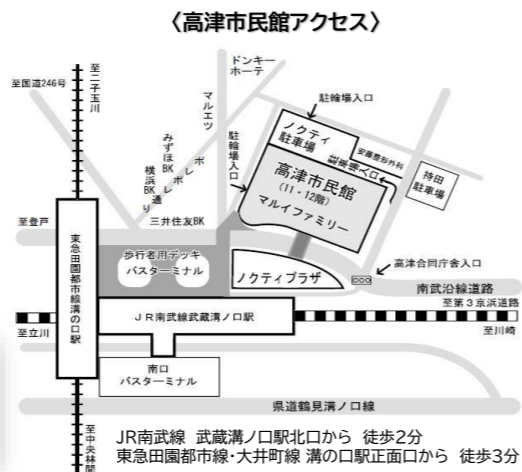 〈高津市民館アクセス〉
ドンキー
ホーテ
至国道246号
至二子玉川
マルエツ
駐輪場入口
みずほBK
横浜BK
ポレポレ通り
駐輪場入口
ノクティ
駐車場
安藤整形外科
駐車場入口
持田
駐車場
高津市民館
(11・12階)
マルイファミリー
三井住友BK
至登戸
歩行者用デッキ
バスターミナル
ノクティプラザ
高津合同庁舎入口
南武沿線道路
東急田園都市線溝の口駅
JR南武線武蔵溝ノ口駅
至第3京浜道路
至立川
至川崎
南口
バスターミナル
県道鶴見溝ノ口線
至中央林間
JR南武線 武蔵溝ノ口駅北口から 徒歩2分
東急田園都市線・大井町線 溝の口駅正面口から 徒歩3分